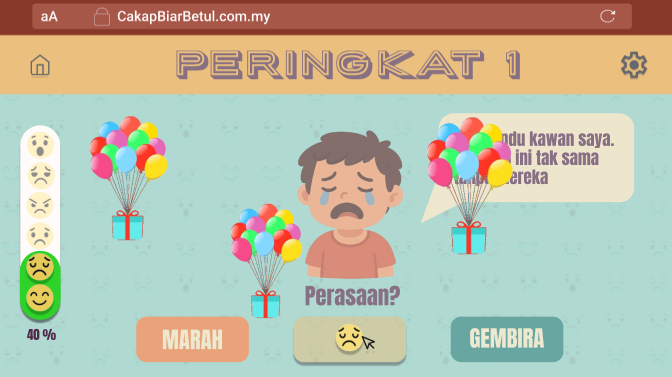 aA
CakapBiarBetul.com.my
PERINGKAT 1
ndu kawan saya.
ini tak sama
ereka
Perasaan?
40 %
MARAH
GEMBIRA